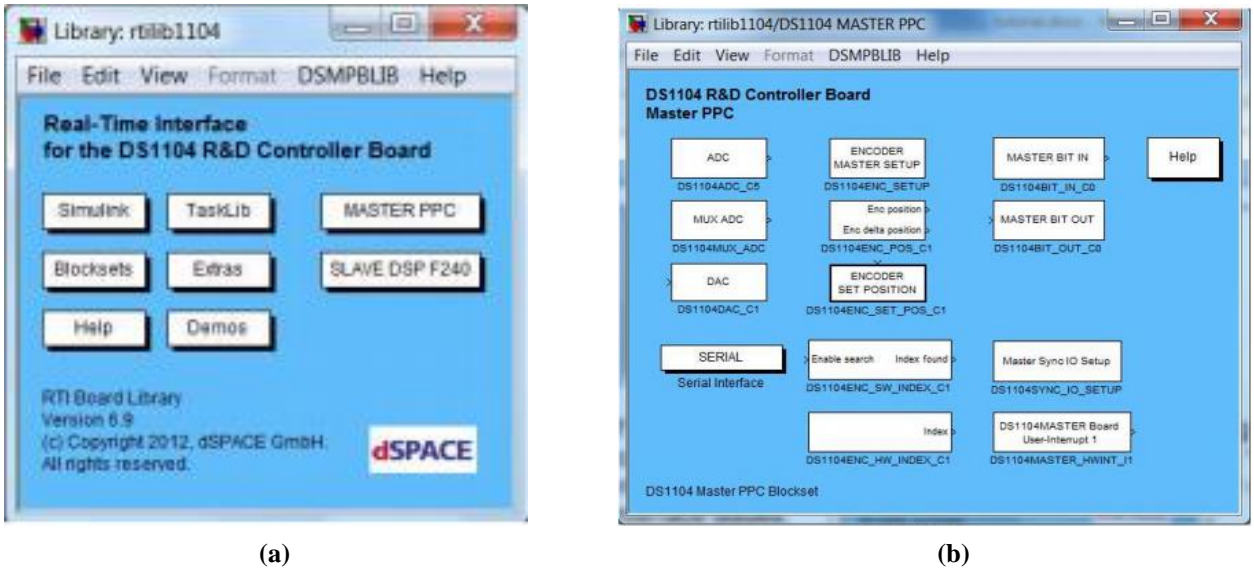 Library: rtilib1104
File Edit View Format DSMPBLIB Help
Real-Time Interface
for the DS1104 R&D Controller Board
Simulink TaskLib MASTER PPC
Blocksets Extras SLAVE DSP F240
Help Demos
RTI Board Library
Version 6.9
(c) Copyright 2012, dSPACE GmbH.
All rights reserved.
dSPACE
(a)
Library: rtilib1104/DS1104 MASTER PPC
File Edit View Format DSMPBLIB Help
DS1104 R&D Controller Board
Master PPC
ADC
DS1104ADC_C5
ENCODER
MASTER SETUP
DS1104ENC_SETUP
MASTER BIT IN
DS1104BIT_IN_C0
Help
MUX ADC
DS1104MUX_ADC
Enc position
Enc delta position
DS1104ENC_POS_C1
MASTER BIT OUT
DS1104BIT_OUT_C0
DAC
DS1104DAC_C1
ENCODER
SET POSITION
DS1104ENC_SET_POS_C1
SERIAL
Serial Interface
Enable search Index found
DS1104ENC_SW_INDEX_C1
Master Sync IO Setup
DS1104SYNC_IO_SETUP
Index
DS1104ENC_HW_INDEX_C1
DS1104MASTER Board
User-Interrupt 1
DS1104MASTER_HWINT_I1
DS1104 Master PPC Blockset
(b)